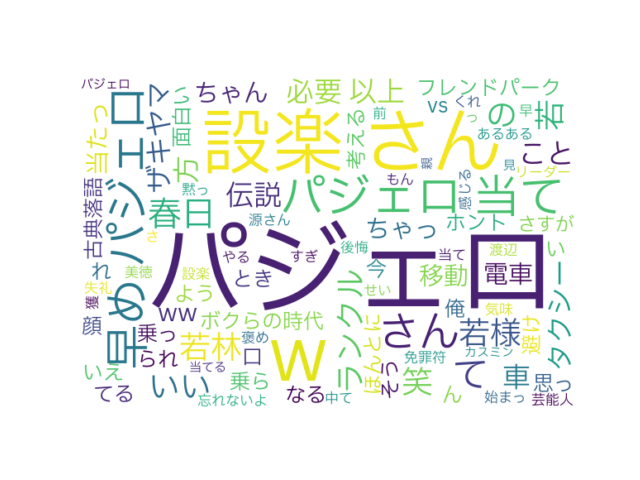 パジェロ
ちゃん
必要
以上
フレンドパーク
vs
くれ
早
っ
当たっ
面白い
ザキヤマ
設楽
さん
考える
前
の
若
あるある
早め
パジェロ
方
伝説
パジェロ
当て
親
見
こと
リーダー
古典落語
黙っ
春日
源さん
ちゃっ
もん
感じる
ホント
さすが
い
れ
さ
パジェロ
やる
すぎ
後悔
当て
渡辺
美徳
設楽
とき
今
移動
電車
タクシー
失礼
獲
よう
せい
気味
顔
ww
ボクらの時代
さん
俺
若様
遊け
乗っ
若林
褒め
w
ランクル
ほんとに
免罪符
カスミン
られ
口
そう
て
車
思っ
いえ
当てる
乗ら
笑
てる
いい
忘れないよ
なる
中て
ん
始まっ
芸能人